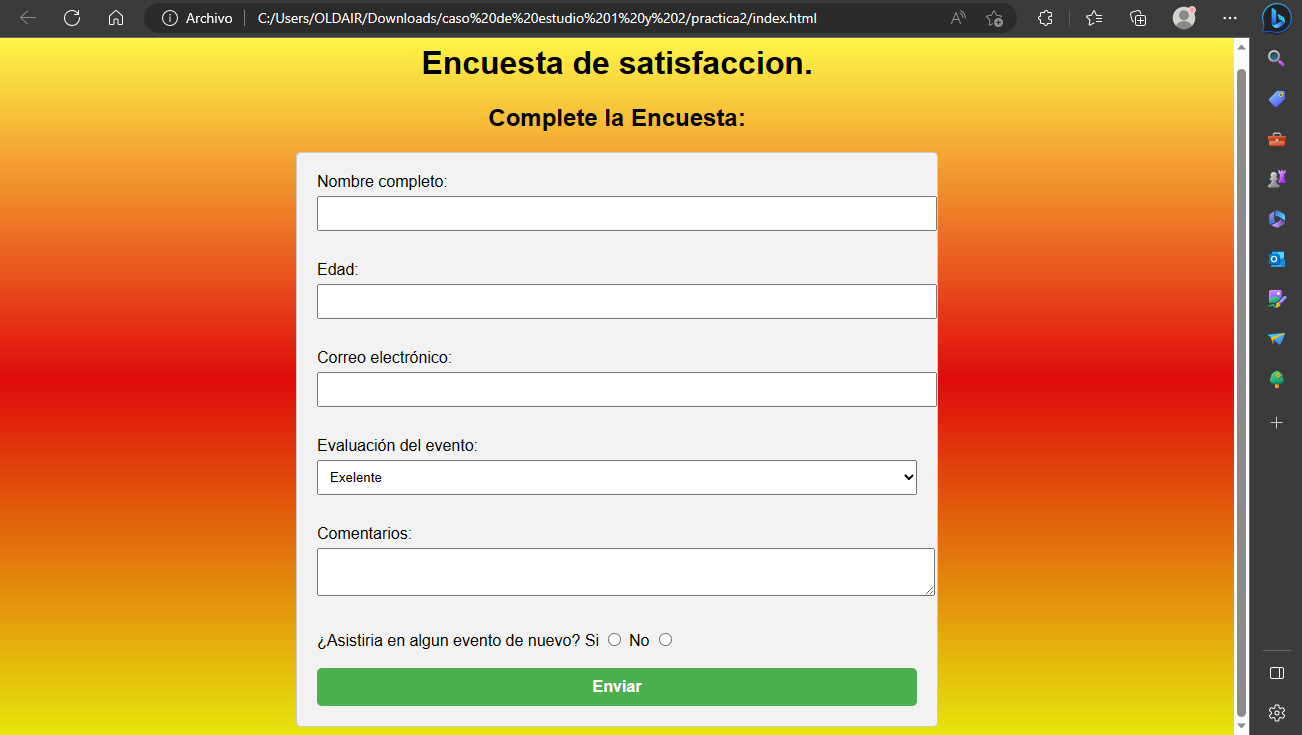 Archivo
C:/Users/OLDAIR/Downloads/caso%20de%20estudio%201%20y%202/practica2/index.html
Encuesta de satisfaccion.
Complete la Encuesta:
Nombre completo:
Edad:
Correo electrónico:
Evaluación del evento:
Exelente
Comentarios:
¿Asistiria en algun evento de nuevo? Si No
Enviar